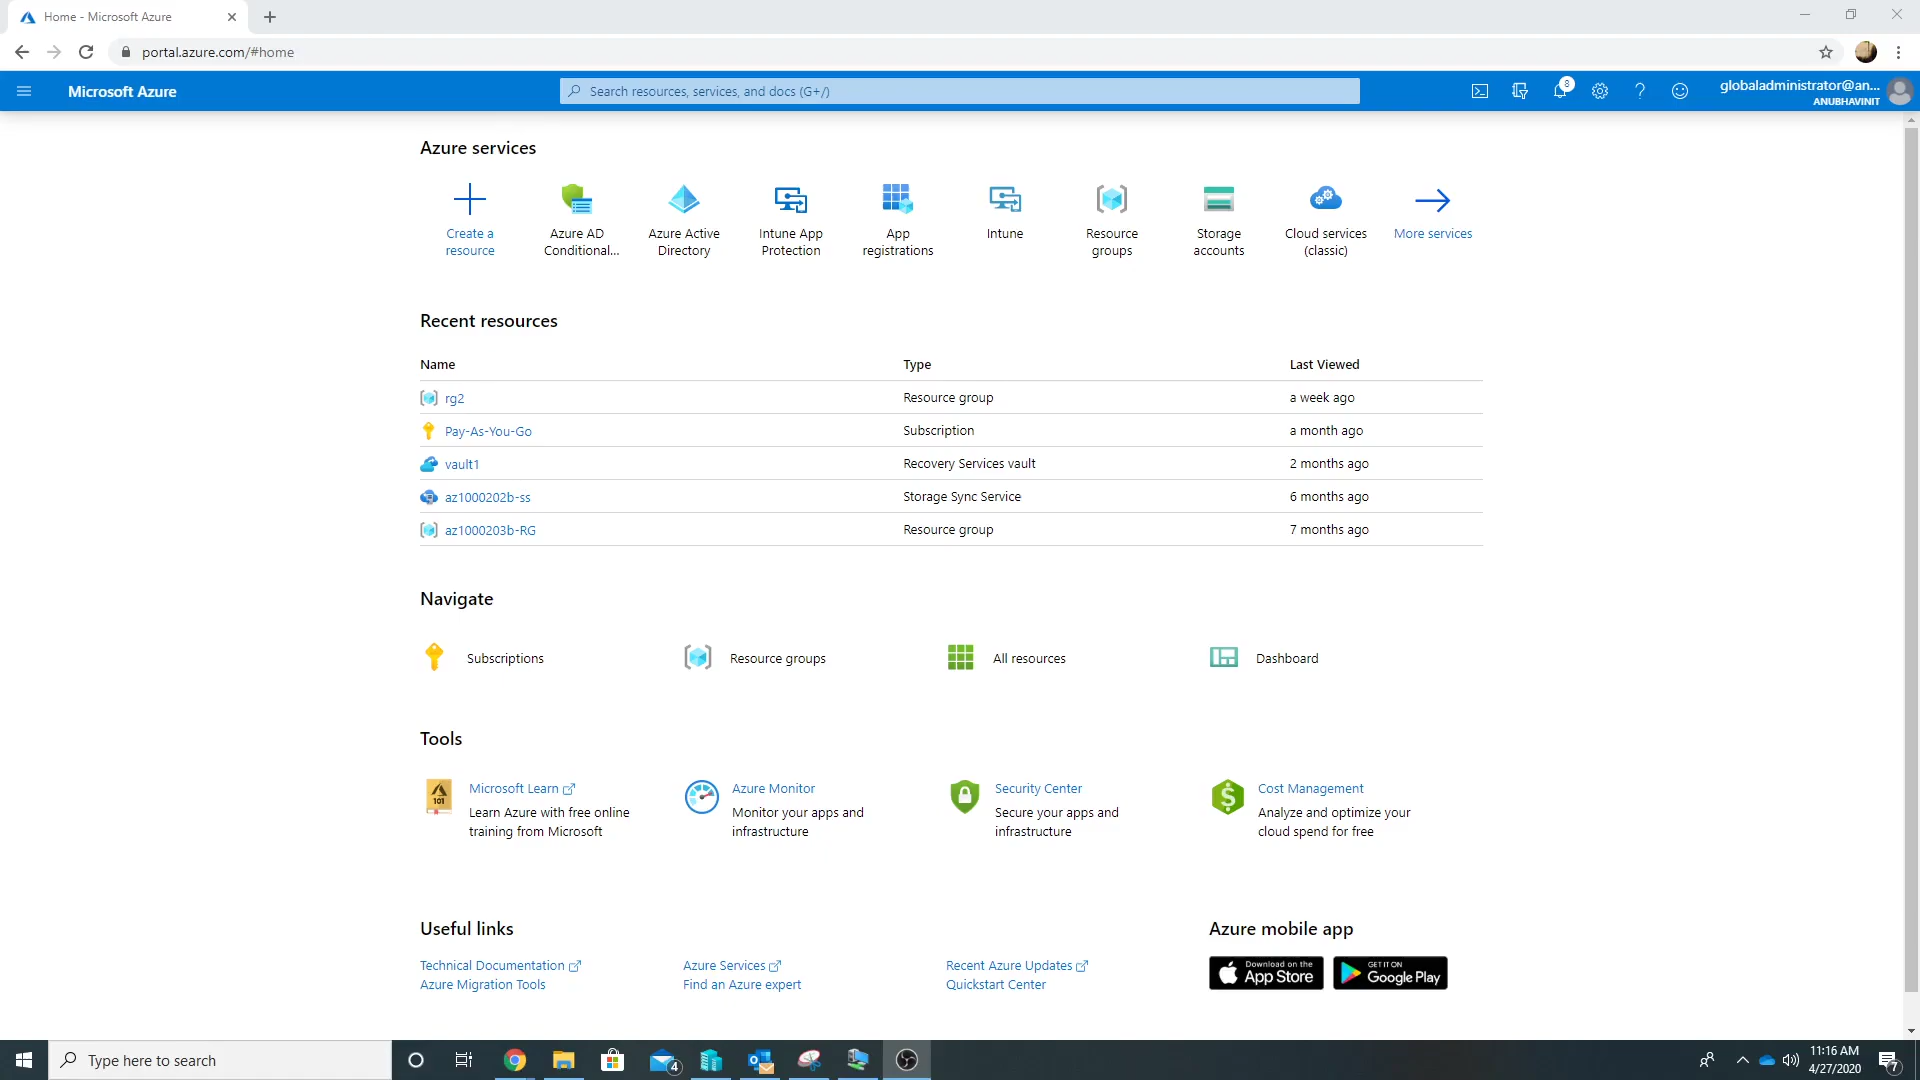 Home - Microsoft Azure
portal.azure.com/#home
Microsoft Azure
Search resources, services, and docs (G+/)
8
globaladministrator@an...
ANUBHAVINIT
Azure services
Create a
resource
Azure AD
Conditional...
Azure Active
Directory
Intune App
Protection
App
registrations
Intune
Resource
groups
Storage
accounts
Cloud services
(classic)
More services
Recent resources
Name Type Last Viewed
rg2 Resource group a week ago
Pay-As-You-Go Subscription a month ago
vault1 Recovery Services vault 2 months ago
az1000202b-ss Storage Sync Service 6 months ago
az1000203b-RG Resource group 7 months ago
Navigate
Subscriptions Resource groups All resources Dashboard
Tools
101
Microsoft Learn
Learn Azure with free online
training from Microsoft
Azure Monitor
Monitor your apps and
infrastructure
Security Center
Secure your apps and
infrastructure
Cost Management
Analyze and optimize your
cloud spend for free
Useful links
Technical Documentation
Azure Migration Tools
Azure Services
Find an Azure expert
Recent Azure Updates
Quickstart Center
Azure mobile app
Download on the
App Store
GET IT ON
Google Play
Type here to search
4
11:16 AM
4/27/2020
7